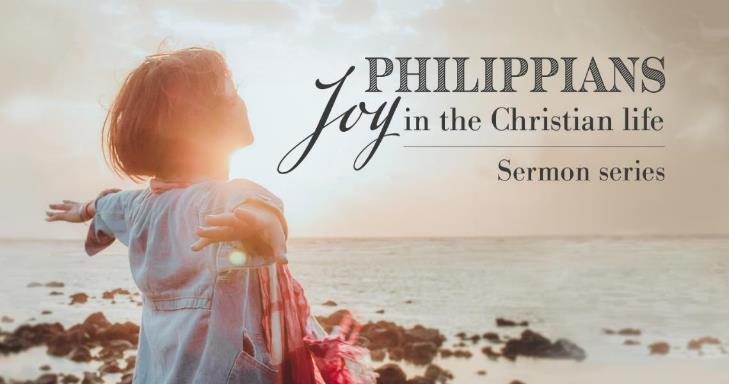 PHILIPPIANS
Joy in the Christian life
Sermon series